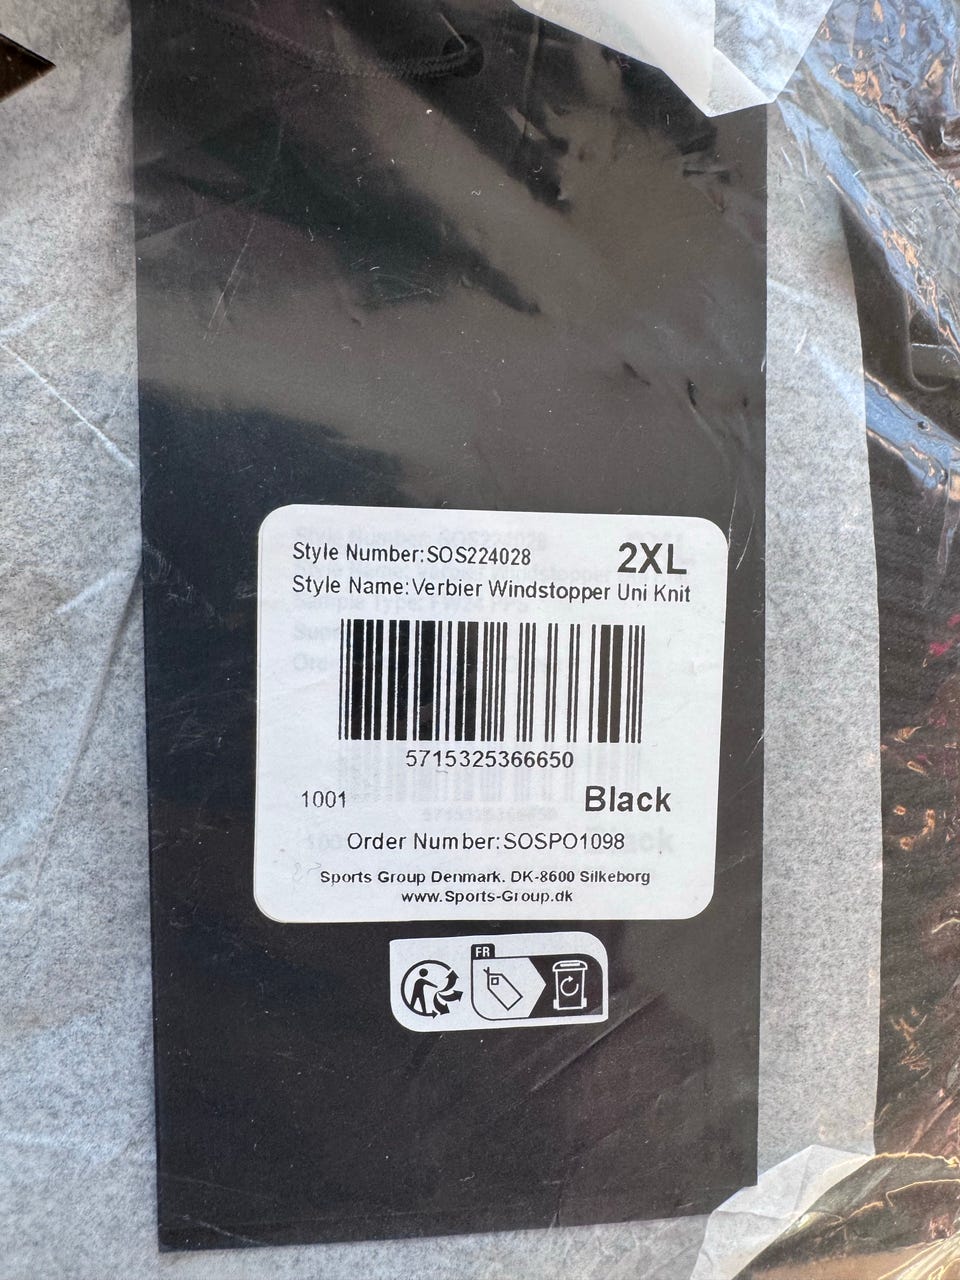 Style Number:SOS224028 2XL
Style Name:Verbier Windstopper Uni Knit
5715325366650
1001 Black
Order Number:SOSPO1098
Sports Group Denmark. DK-8600 Silkeborg
www.Sports-Group.dk
FR